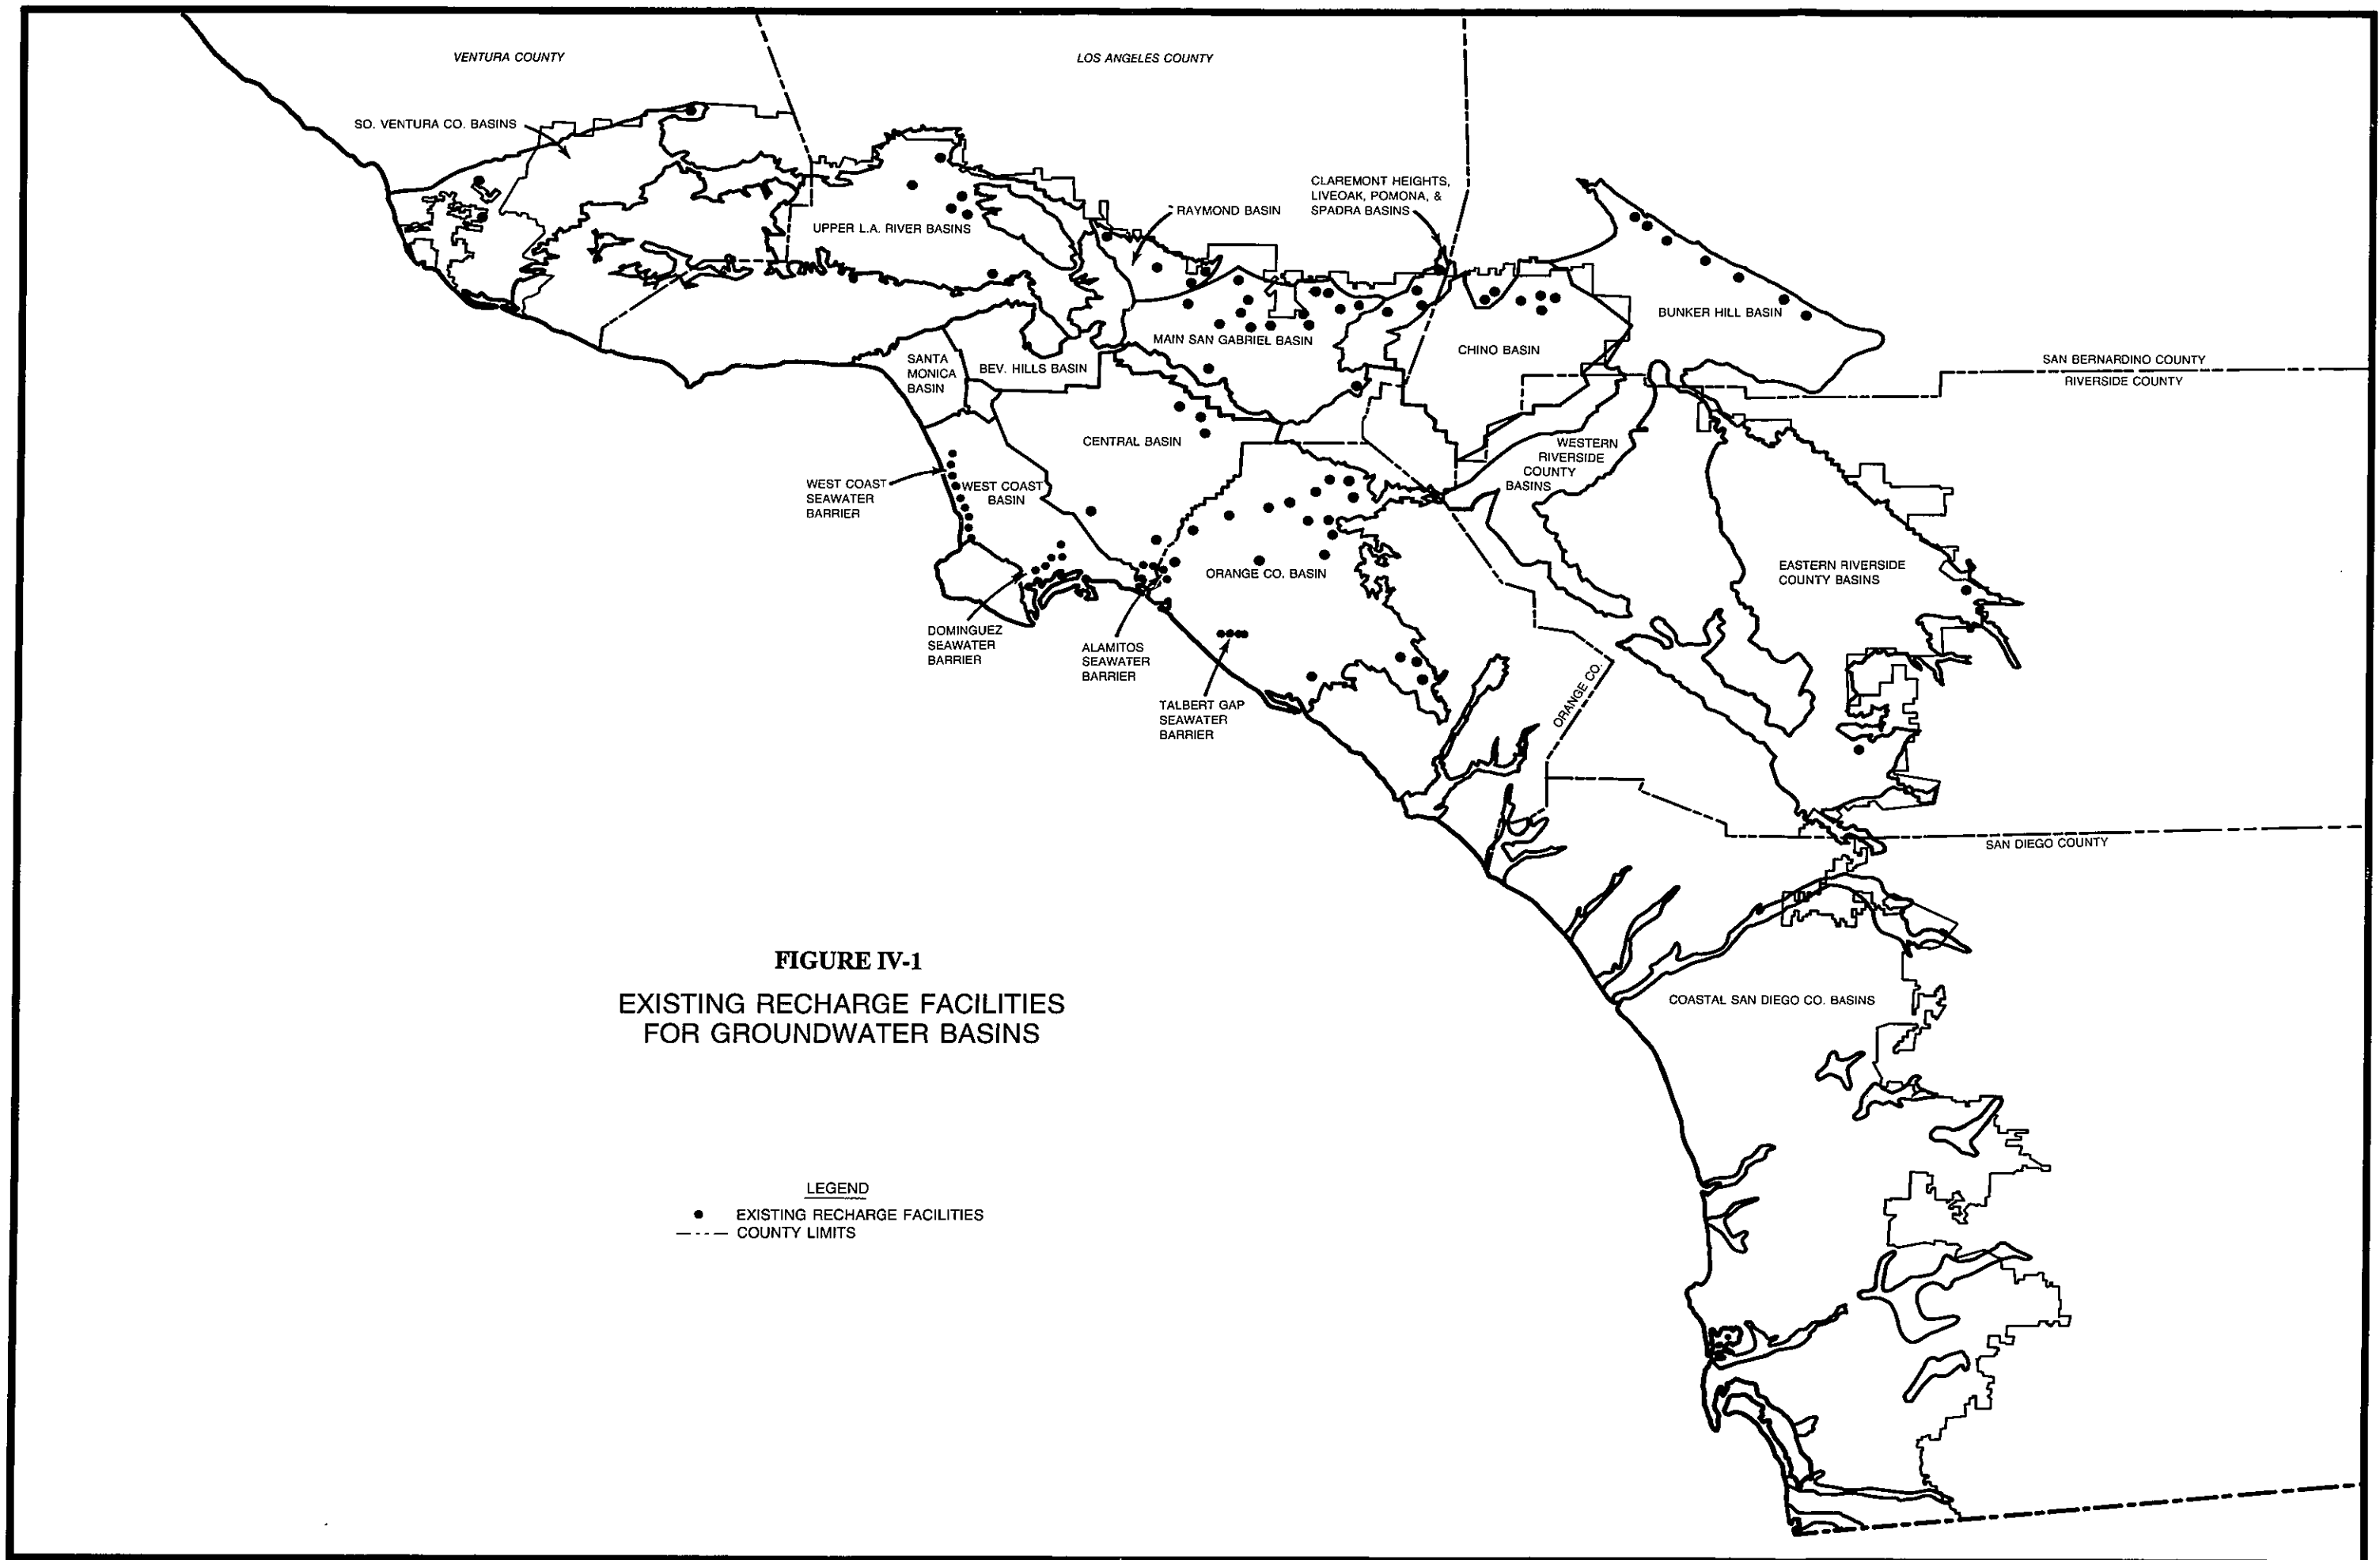 VENTURA COUNTY
LOS ANGELES COUNTY
SO. VENTURA CO. BASINS
CLAREMONT HEIGHTS,
LIVEOAK, POMONA, &
SPADRA BASINS
RAYMOND BASIN
UPPER L.A. RIVER BASINS
BUNKER HILL BASIN
MAIN SAN GABRIEL BASIN
CHINO BASIN
SANTA
MONICA
BASIN
BEV. HILLS BASIN
SAN BERNARDINO COUNTY
RIVERSIDE COUNTY
CENTRAL BASIN
WESTERN
RIVERSIDE
COUNTY
BASINS
WEST COAST
SEAWATER
BARRIER
WEST COAST
BASIN
ORANGE CO. BASIN
EASTERN RIVERSIDE
COUNTY BASINS
DOMINGUEZ
SEAWATER
BARRIER
ALAMITOS
SEAWATER
BARRIER
TALBERT GAP
SEAWATER
BARRIER
ORANGE CO.
SAN DIEGO COUNTY
FIGURE IV-1
EXISTING RECHARGE FACILITIES
FOR GROUNDWATER BASINS
COASTAL SAN DIEGO CO. BASINS
LEGEND
EXISTING RECHARGE FACILITIES
COUNTY LIMITS